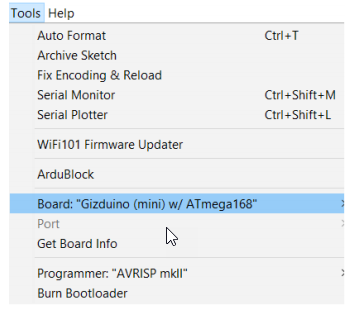 Tools Help
Auto Format Ctrl+T
Archive Sketch
Fix Encoding & Reload
Serial Monitor Ctrl+Shift+M
Serial Plotter Ctrl+Shift+L
WiFi101 Firmware Updater
ArduBlock
Board: "Gizduino (mini) w/ ATmega168"
Port
Get Board Info
Programmer: "AVRISP mkII"
Burn Bootloader